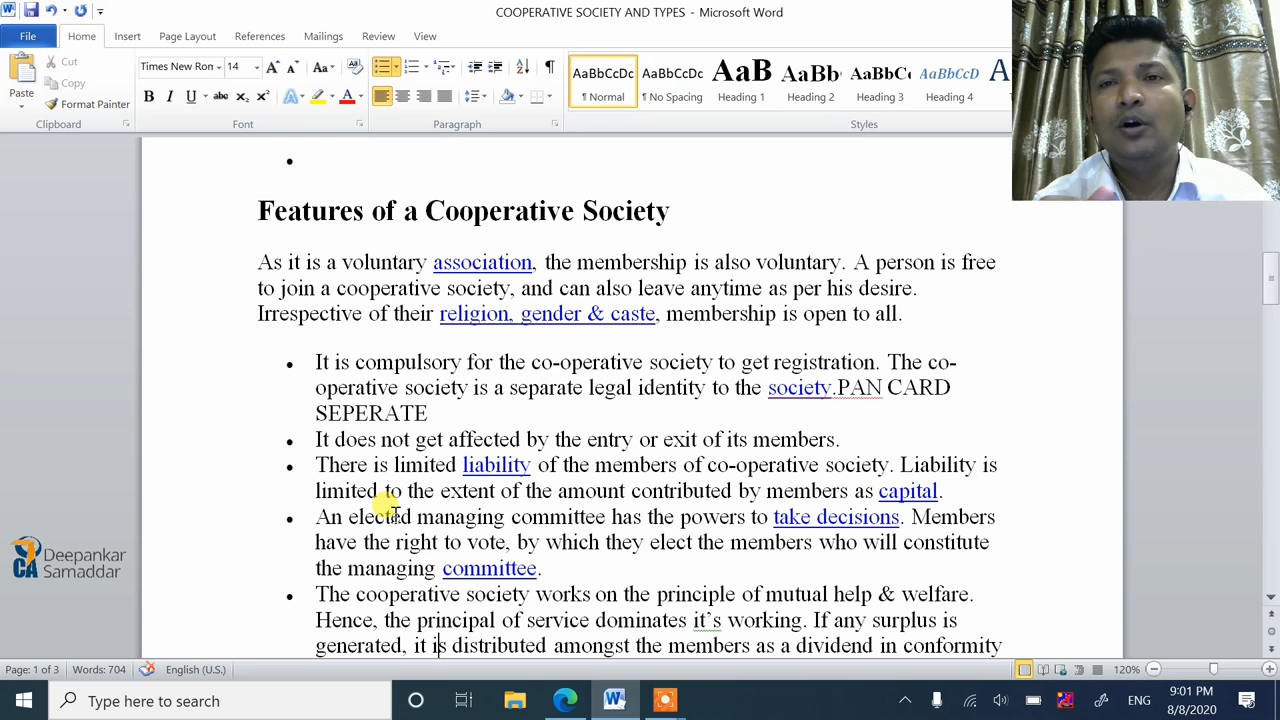 COOPERATIVE SOCIETY AND TYPES - Microsoft Word
File Home Insert Page Layout References Mailings Review View
Cut
Copy
Format Painter
Paste
Clipboard
Times New Ron 14
Aa
B I U abc x₂ x²
Font
Paragraph
AaBbCcDc AaBbCcDc AaB AaBb AaBbC AaBbCcD A
¶ Normal ¶ No Spacing Heading 1 Heading 2 Heading 3 Heading 4
Styles
Features of a Cooperative Society
As it is a voluntary association, the membership is also voluntary. A person is free
to join a cooperative society, and can also leave anytime as per his desire.
Irrespective of their religion, gender & caste, membership is open to all.
• It is compulsory for the co-operative society to get registration. The co-
operative society is a separate legal identity to the society.PAN CARD
SEPERATE
• It does not get affected by the entry or exit of its members.
• There is limited liability of the members of co-operative society. Liability is
limited to the extent of the amount contributed by members as capital.
• An elected managing committee has the powers to take decisions. Members
have the right to vote, by which they elect the members who will constitute
the managing committee.
• The cooperative society works on the principle of mutual help & welfare.
Hence, the principal of service dominates it's working. If any surplus is
generated, it is distributed amongst the members as a dividend in conformity
CA Deepankar
Samaddar
Page: 1 of 3 Words: 704 English (U.S.) 120%
Type here to search
ENG
9:01 PM
8/8/2020